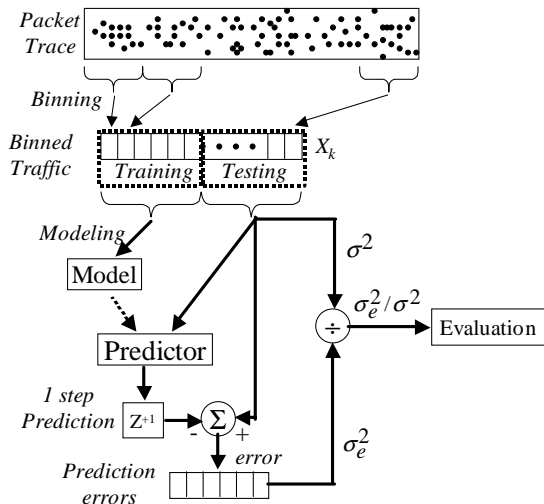 Packet
Trace
Binning
Binned
Traffic
Training
Testing
X_k
Modeling
Model
σ²
σ_e²/σ²
÷
Evaluation
Predictor
1 step
Prediction
Z⁺¹
Σ
-
+
error
σ_e²
Prediction
errors